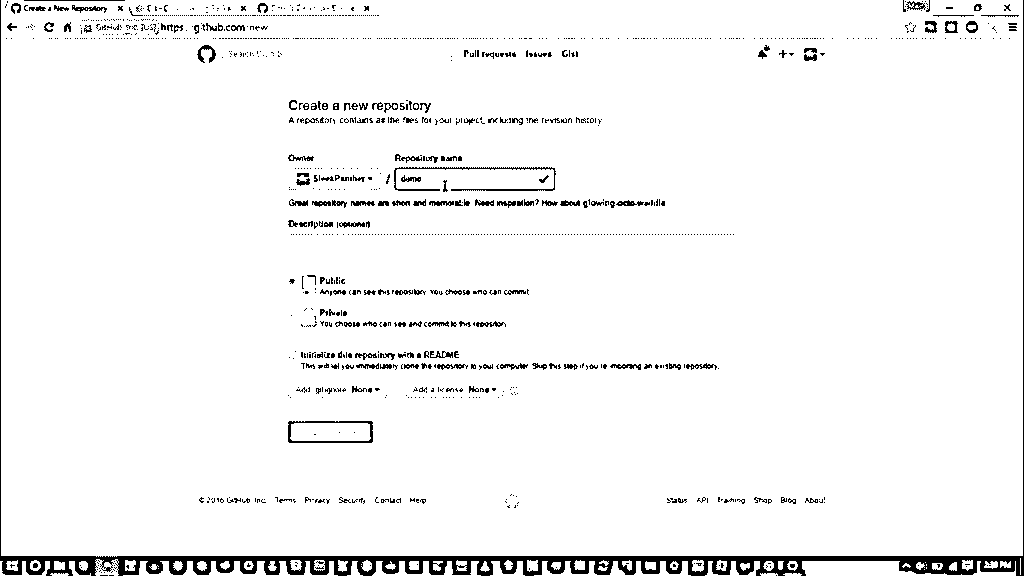 Create a New Repository
GitHub, Inc. [US] https://github.com/new
Pull requests Issues Gist
Create a new repository
A repository contains all the files for your project, including the revision history.
Owner Repository name
SleekPanther / demo
Great repository names are short and memorable. Need inspiration? How about glowing-octo-waddle.
Description (optional)
Public
Anyone can see this repository. You choose who can commit.
Private
You choose who can see and commit to this repository.
Initialize this repository with a README
This will let you immediately clone the repository to your computer. Skip this step if you're importing an existing repository.
Add .gitignore: None Add a license: None
© 2016 GitHub, Inc. Terms Privacy Security Contact Help
Status API Training Shop Blog About